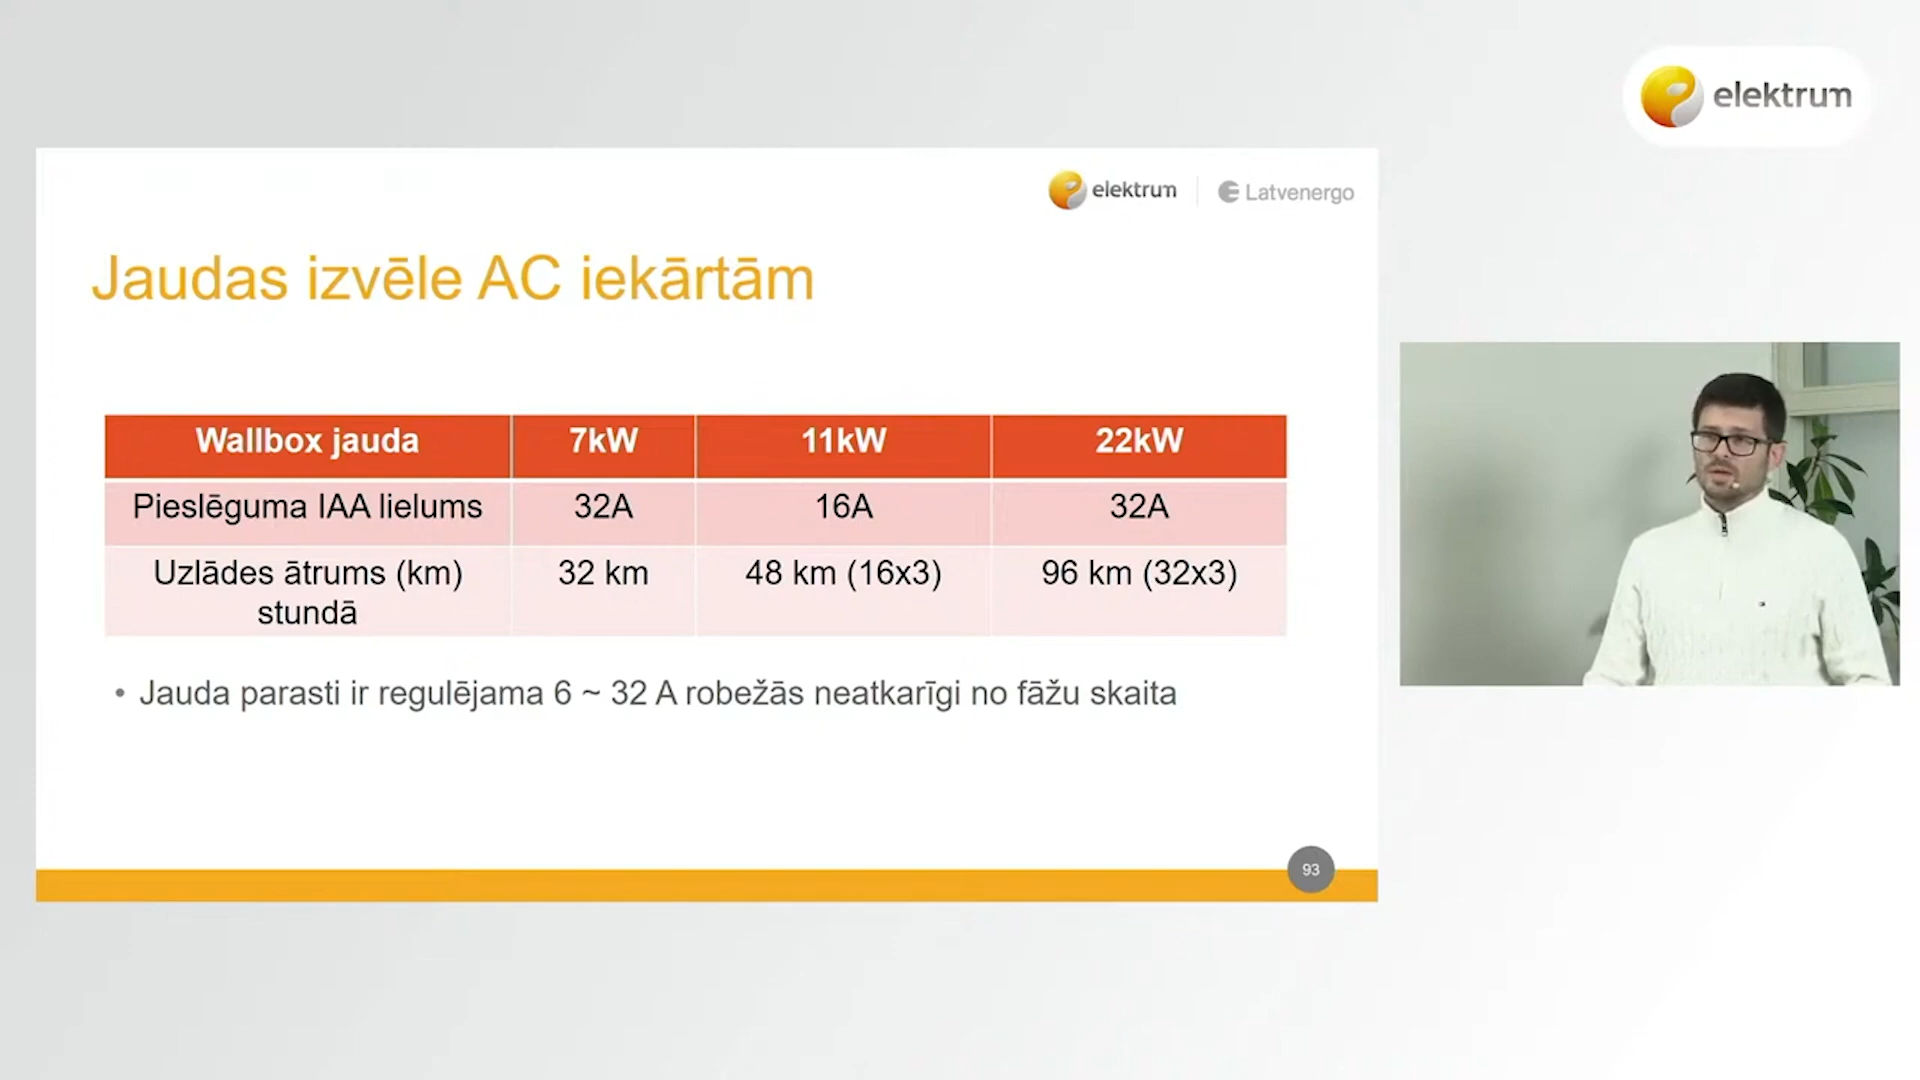 elektrum
elektrum
Latvenergo
Jaudas izvēle AC iekārtām
Wallbox jauda 7kW 11kW 22kW
Pieslēguma IAA lielums 32A 16A 32A
Uzlādes ātrums (km) 32 km 48 km (16x3) 96 km (32x3)
stundā
• Jauda parasti ir regulējama 6 ~ 32 A robežās neatkarīgi no fāžu skaita
93